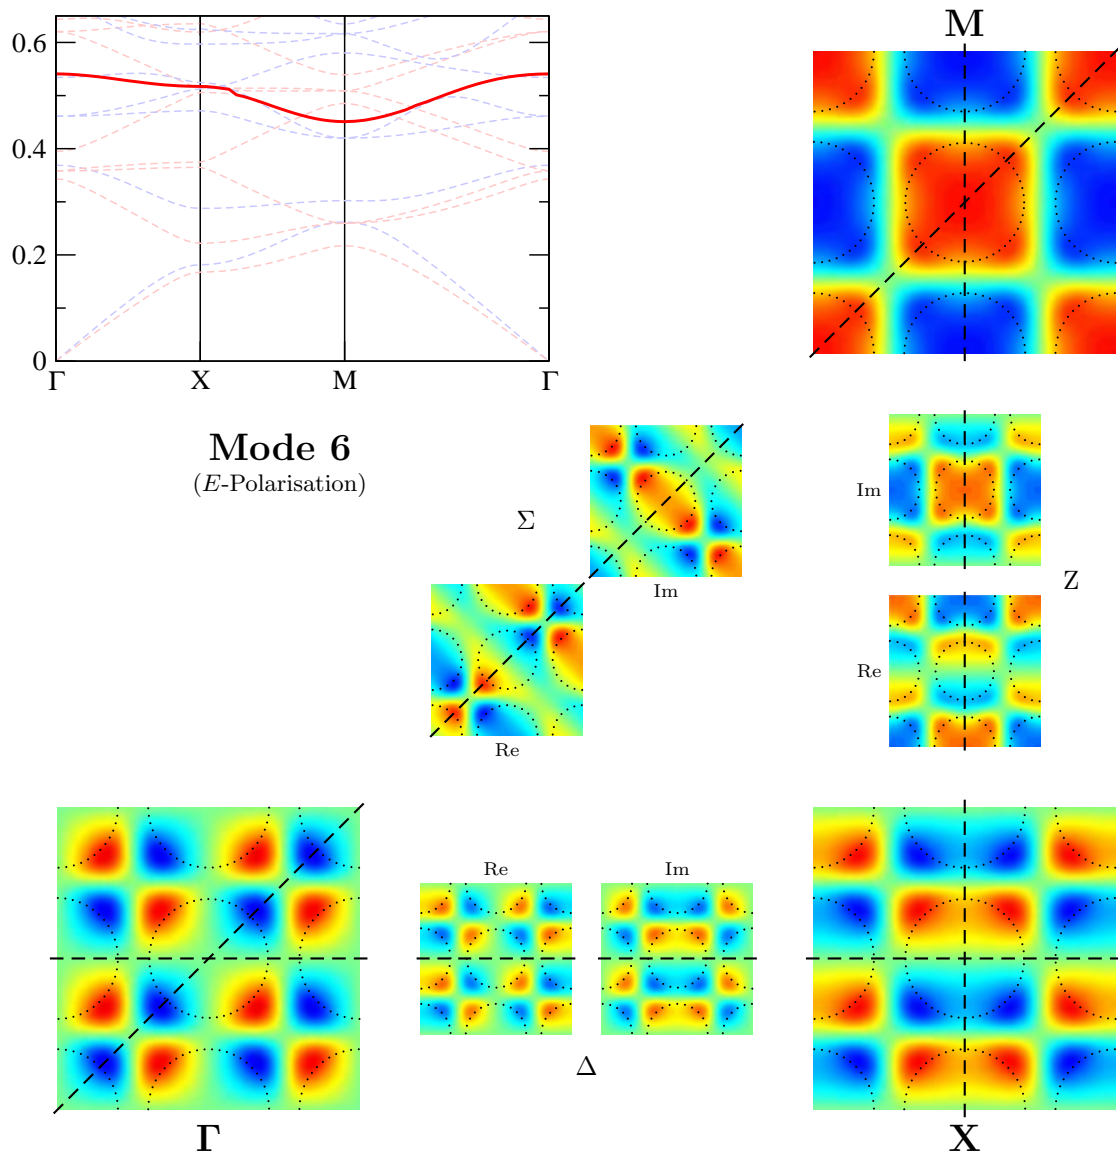 0.6
0.4
0.2
0
Γ
X
M
Γ
M
Mode 6
(E-Polarisation)
Σ
Im
Re
Im
Re
Z
Re
Im
Δ
Γ
X